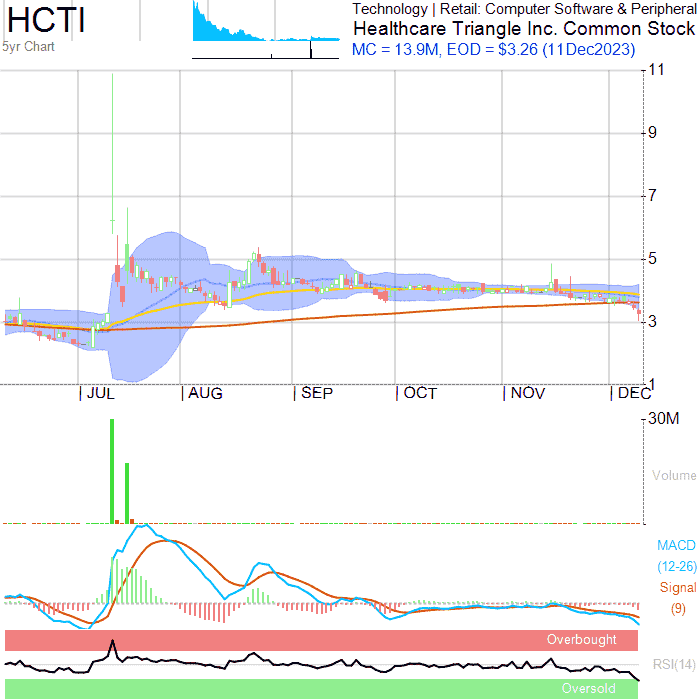 HCTI
5yr Chart
Technology | Retail: Computer Software & Peripheral
Healthcare Triangle Inc. Common Stock
MC = 13.9M, EOD = $3.26 (11Dec2023)
11
9
7
5
3
1
JUL AUG SEP OCT NOV DEC
30M
Volume
MACD
(12-26)
Signal
(9)
Overbought
RSI(14)
Oversold